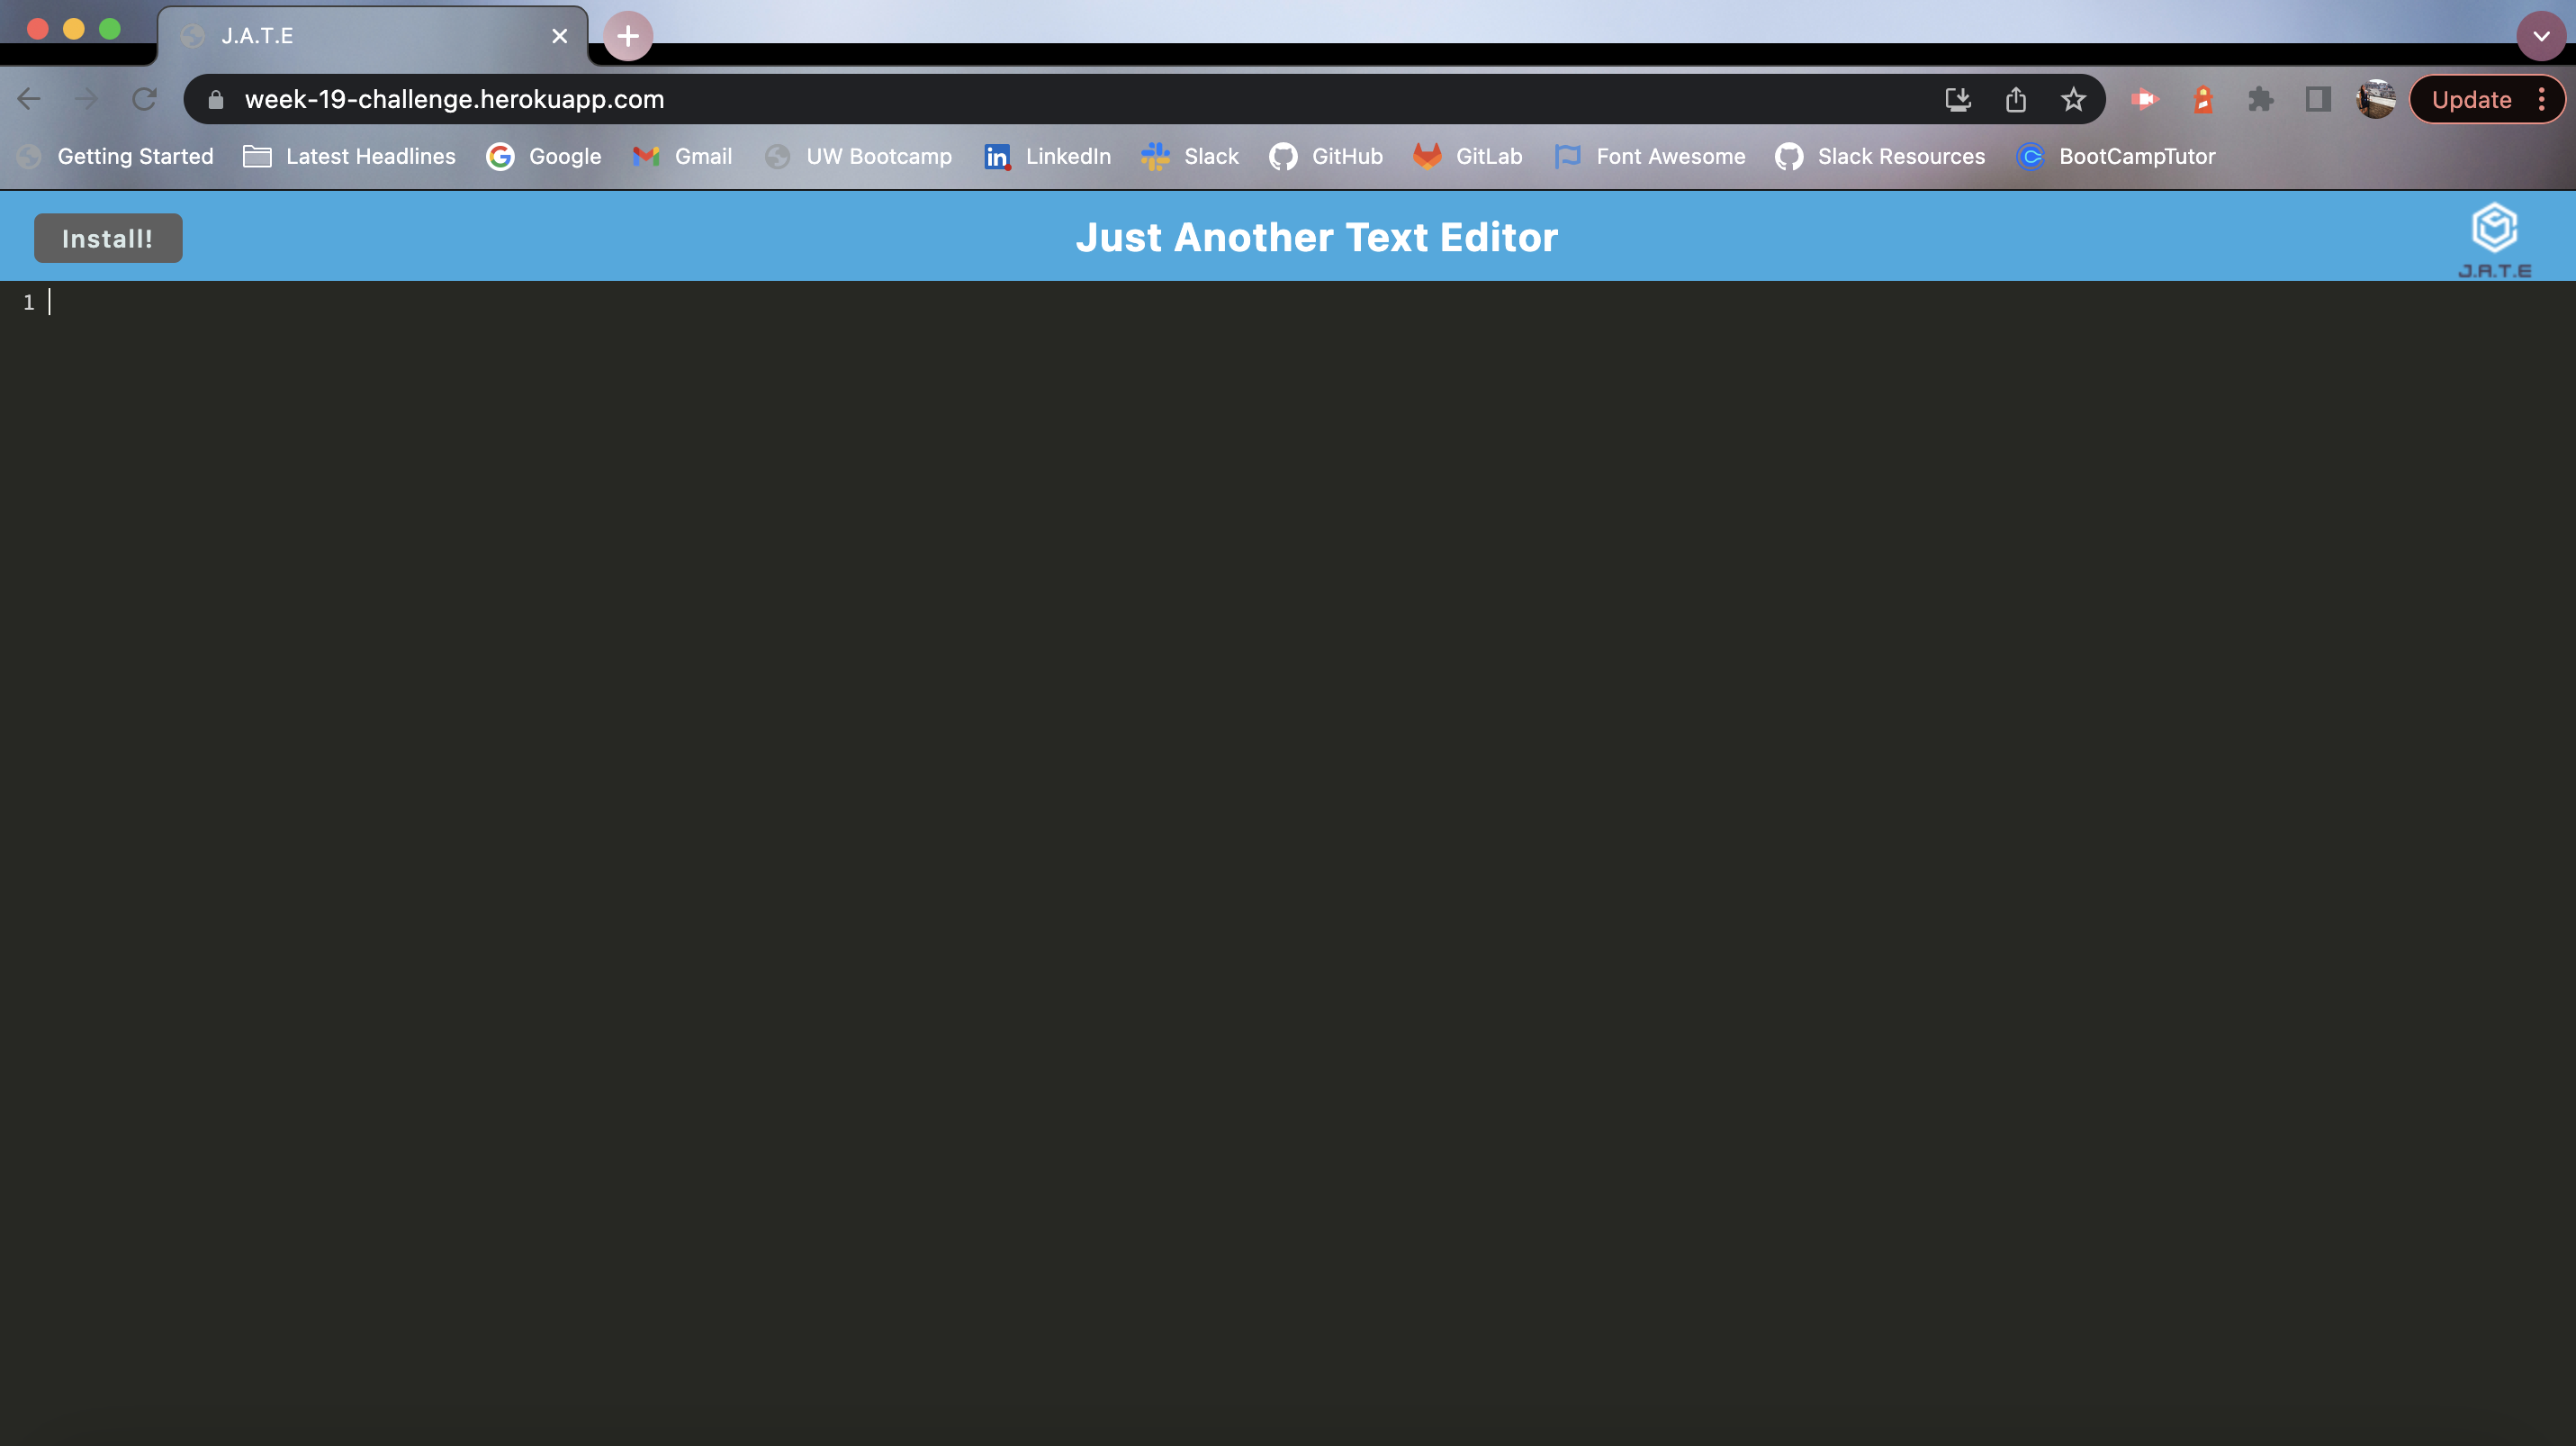 J.A.T.E
week-19-challenge.herokuapp.com
Update
Getting Started Latest Headlines Google Gmail UW Bootcamp LinkedIn Slack GitHub GitLab Font Awesome Slack Resources BootCampTutor
Install!
Just Another Text Editor
J.A.T.E
1